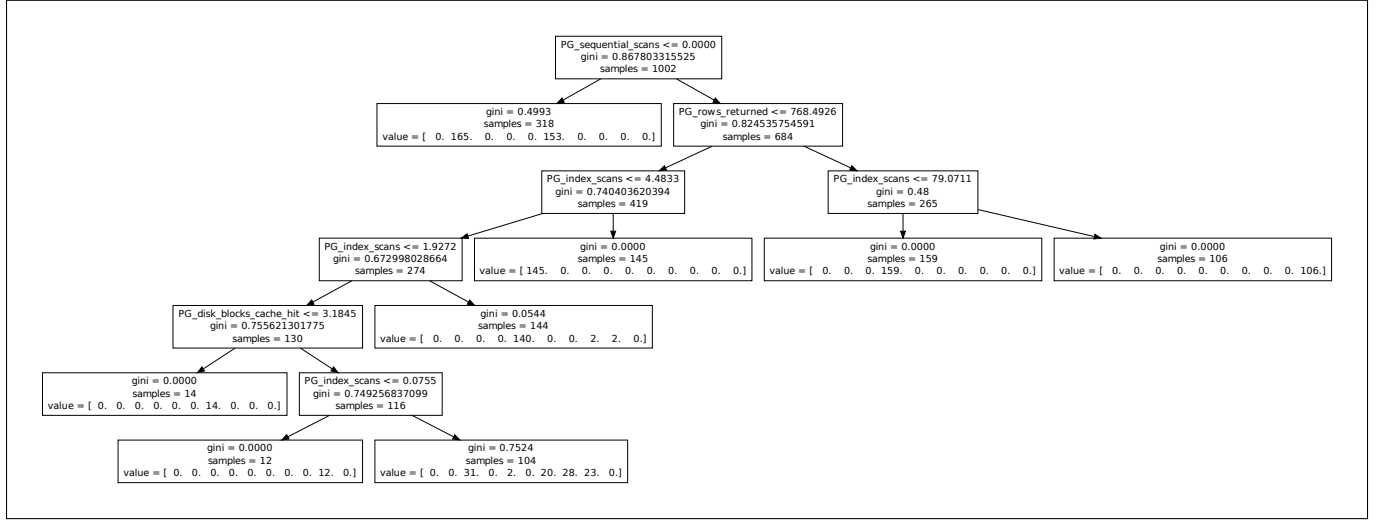 PG_sequential_scans <= 0.0000
gini = 0.867803315525
samples = 1002
gini = 0.4993
samples = 318
value = [ 0. 165. 0. 0. 0. 153. 0. 0. 0. 0.]
PG_rows_returned <= 768.4926
gini = 0.824535754591
samples = 684
PG_index_scans <= 4.4833
gini = 0.740403620394
samples = 419
PG_index_scans <= 79.0711
gini = 0.48
samples = 265
PG_index_scans <= 1.9272
gini = 0.672998028664
samples = 274
gini = 0.0000
samples = 145
value = [ 145. 0. 0. 0. 0. 0. 0. 0. 0. 0.]
gini = 0.0000
samples = 159
value = [ 0. 0. 0. 159. 0. 0. 0. 0. 0. 0.]
gini = 0.0000
samples = 106
value = [ 0. 0. 0. 0. 0. 0. 0. 0. 0. 106.]
PG_disk_blocks_cache_hit <= 3.1845
gini = 0.755621301775
samples = 130
gini = 0.0544
samples = 144
value = [ 0. 0. 0. 0. 140. 0. 0. 2. 2. 0.]
gini = 0.0000
samples = 14
value = [ 0. 0. 0. 0. 0. 0. 14. 0. 0. 0.]
PG_index_scans <= 0.0755
gini = 0.749256837099
samples = 116
gini = 0.0000
samples = 12
value = [ 0. 0. 0. 0. 0. 0. 0. 0. 12. 0.]
gini = 0.7524
samples = 104
value = [ 0. 0. 31. 0. 2. 0. 20. 28. 23. 0.]